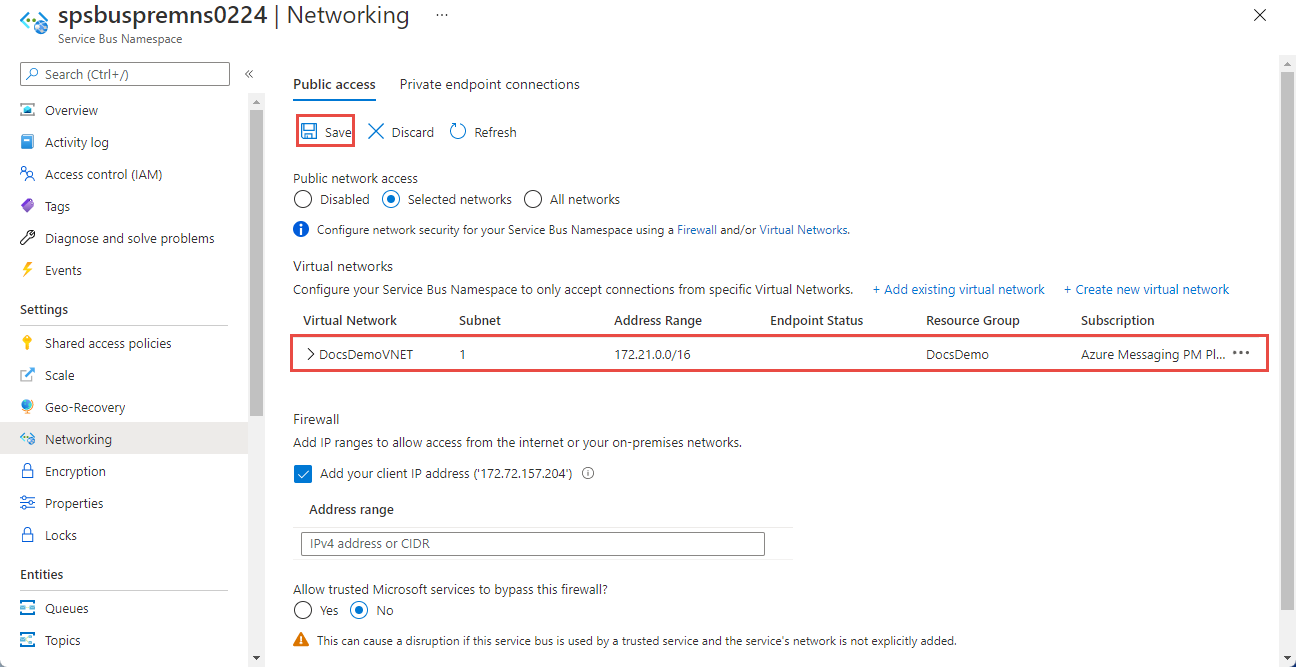 spsbuspremns0224 | Networking ...
Service Bus Namespace
Search (Ctrl+/)
Overview
Activity log
Access control (IAM)
Tags
Diagnose and solve problems
Events
Settings
Shared access policies
Scale
Geo-Recovery
Networking
Encryption
Properties
Locks
Entities
Queues
Topics
Public access Private endpoint connections
Save Discard Refresh
Public network access
Disabled Selected networks All networks
Configure network security for your Service Bus Namespace using a Firewall and/or Virtual Networks.
Virtual networks
Configure your Service Bus Namespace to only accept connections from specific Virtual Networks. + Add existing virtual network + Create new virtual network
Virtual Network Subnet Address Range Endpoint Status Resource Group Subscription
DocsDemoVNET 1 172.21.0.0/16 DocsDemo Azure Messaging PM Pl... ...
Firewall
Add IP ranges to allow access from the internet or your on-premises networks.
Add your client IP address ('172.72.157.204')
Address range
IPv4 address or CIDR
Allow trusted Microsoft services to bypass this firewall?
Yes No
This can cause a disruption if this service bus is used by a trusted service and the service's network is not explicitly added.